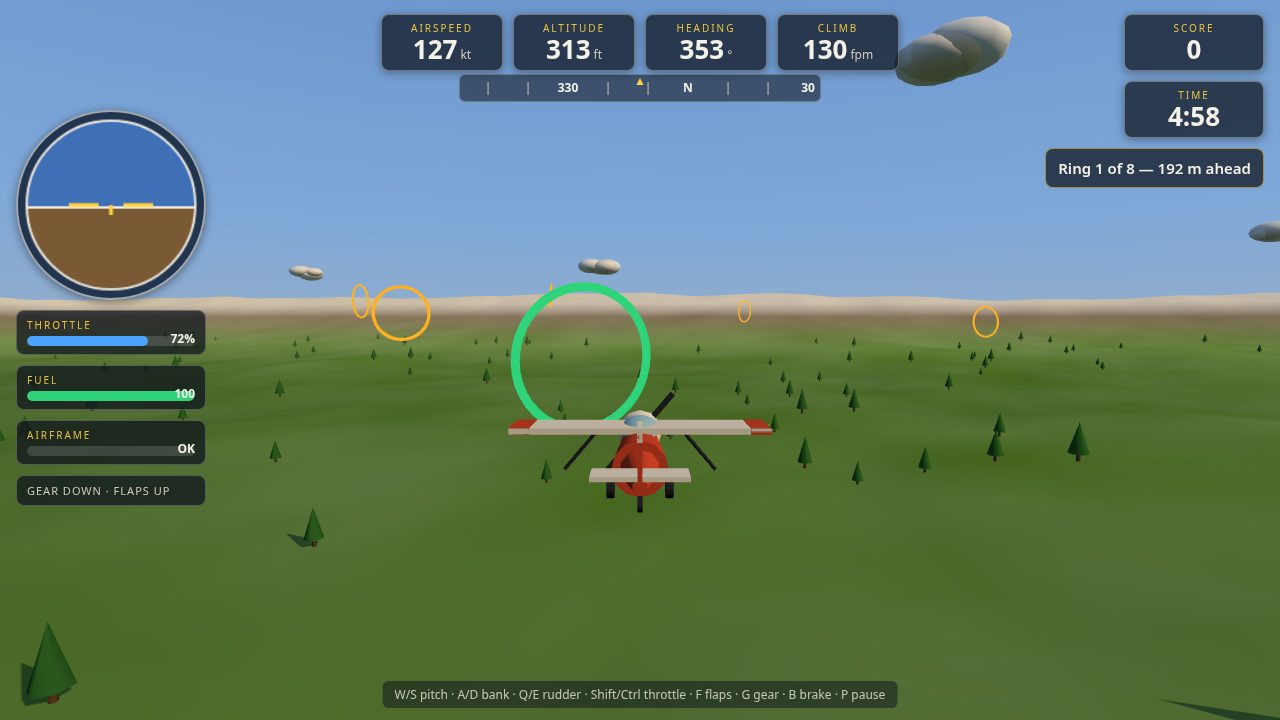 AIRSPEED
127 kt
ALTITUDE
313 ft
HEADING
353 °
CLIMB
130 fpm
330 N 30
SCORE
0
TIME
4:58
Ring 1 of 8 — 192 m ahead
THROTTLE
72%
FUEL
100
AIRFRAME
OK
GEAR DOWN · FLAPS UP
W/S pitch · A/D bank · Q/E rudder · Shift/Ctrl throttle · F flaps · G gear · B brake · P pause